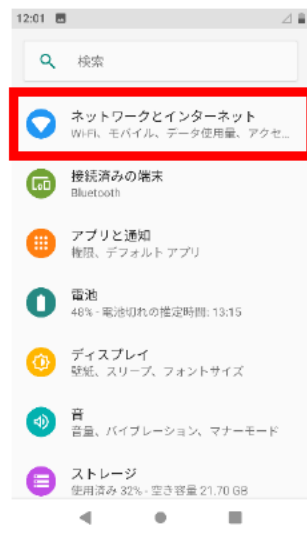 12:01
検索
ネットワークとインターネット
Wi-Fi、モバイル、データ使用量、アクセ...
接続済みの端末
Bluetooth
アプリと通知
権限、デフォルト アプリ
電池
48% - 電池切れの推定時間: 13:15
ディスプレイ
壁紙、スリープ、フォントサイズ
音
音量、バイブレーション、マナーモード
ストレージ
使用済み 32% - 空き容量 21.70 GB